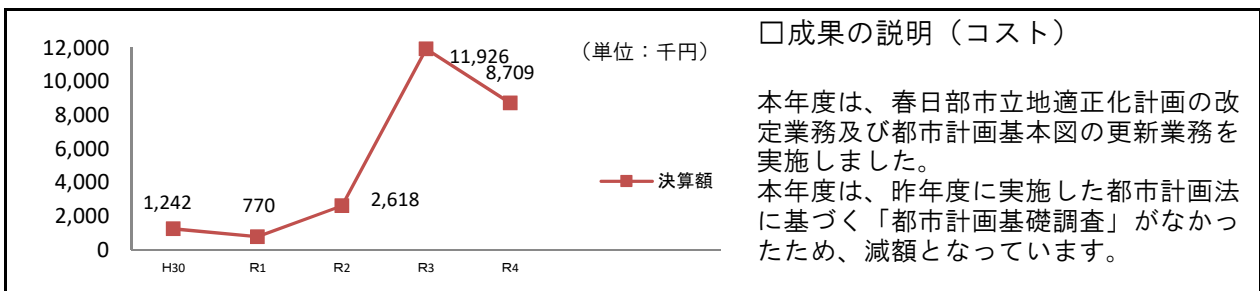 12,000
10,000
8,000
6,000
4,000
2,000
0
1,242
770
2,618
11,926
8,709
（単位：千円）
決算額
H30
R1
R2
R3
R4
□成果の説明（コスト）
本年度は、春日部市立地適正化計画の改
定業務及び都市計画基本図の更新業務を
実施しました。
本年度は、昨年度に実施した都市計画法
に基づく「都市計画基礎調査」がなかっ
たため、減額となっています。